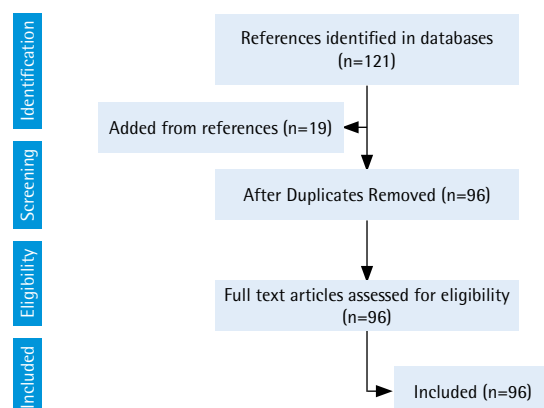 Identification
References identified in databases
(n=121)
Added from references (n=19)
Screening
After Duplicates Removed (n=96)
Eligibility
Full text articles assessed for eligibility
(n=96)
Included
Included (n=96)